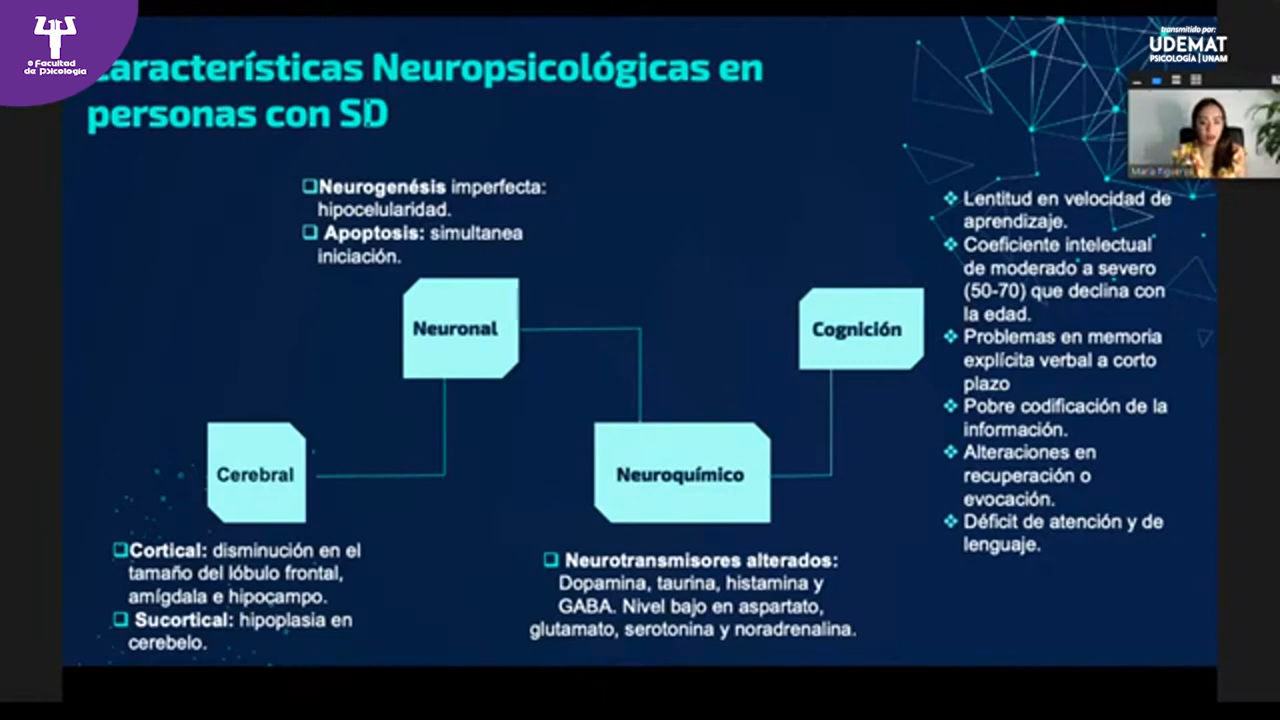 Facultad
de Psicología
transmitido por:
UDEMAT
PSICOLOGÍA | UNAM
Características Neuropsicológicas en
personas con SD
María Figueroa
❑Neurogenésis imperfecta:
hipocelularidad.
❑ Apoptosis: simultanea
iniciación.
Neuronal
Cognición
Cerebral
Neuroquímico
❑Cortical: disminución en el
tamaño del lóbulo frontal,
amígdala e hipocampo.
❑ Sucortical: hipoplasia en
cerebelo.
❑ Neurotransmisores alterados:
Dopamina, taurina, histamina y
GABA. Nivel bajo en aspartato,
glutamato, serotonina y noradrenalina.
❖ Lentitud en velocidad de
aprendizaje.
❖ Coeficiente intelectual
de moderado a severo
(50-70) que declina con
la edad.
❖ Problemas en memoria
explícita verbal a corto
plazo
❖ Pobre codificación de la
información.
❖ Alteraciones en
recuperación o
evocación.
❖ Déficit de atención y de
lenguaje.